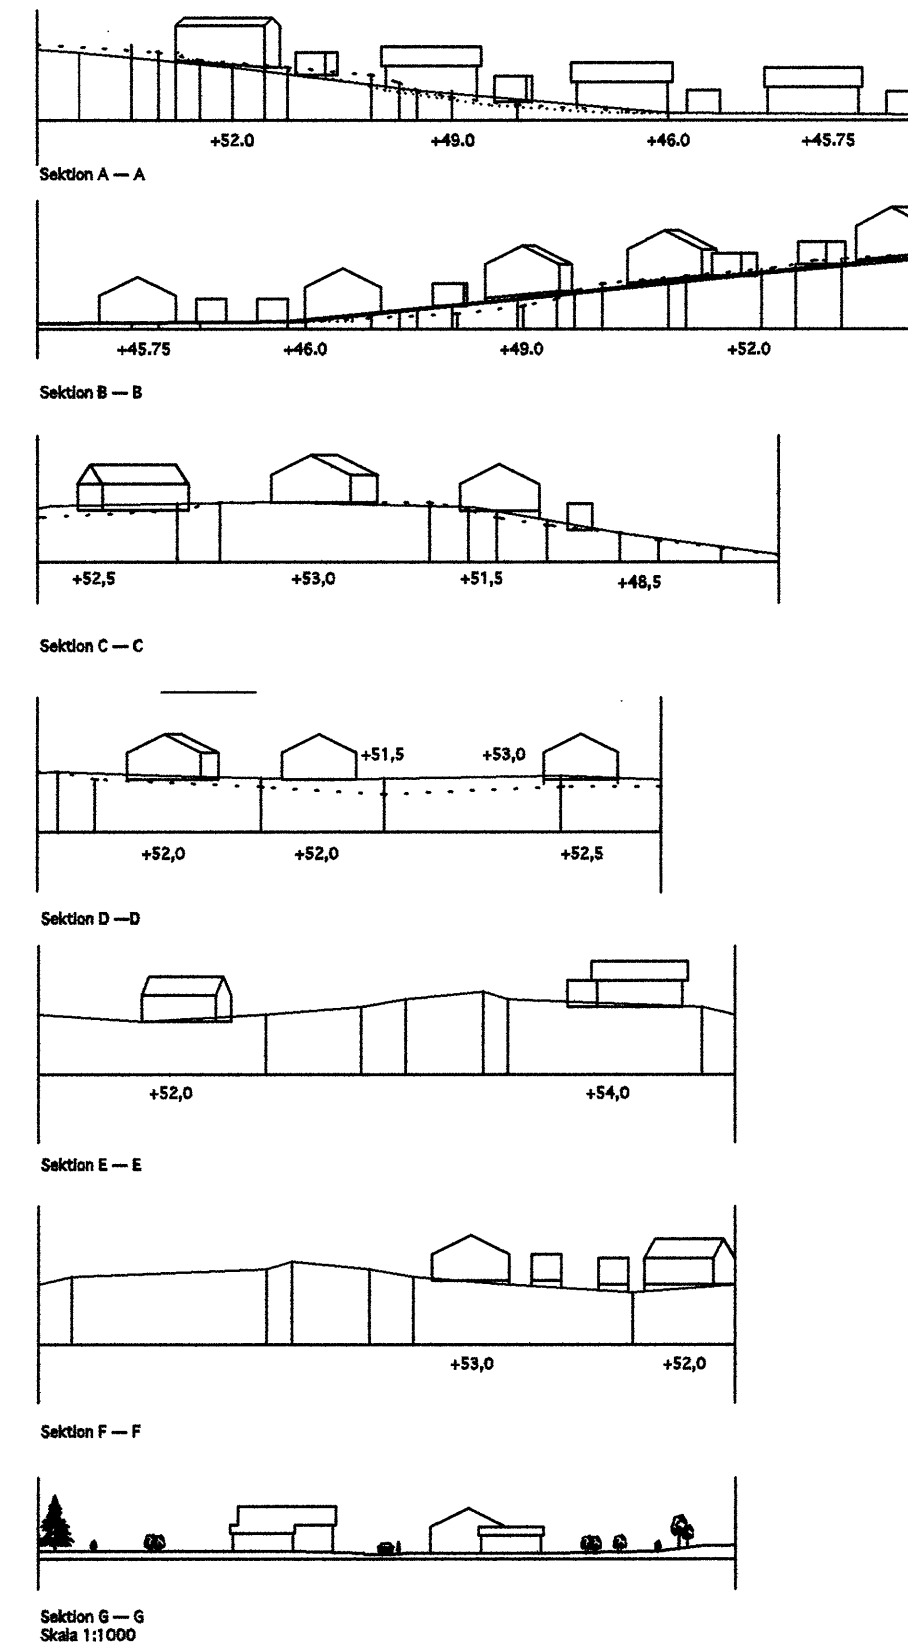 +52.0 +49.0 +46.0 +45.75
Sektion A — A
+45.75 +46.0 +49.0 +52.0
Sektion B — B
+52,5 +53,0 +51,5 +48,5
Sektion C — C
+51,5 +53,0
+52,0 +52,0 +52,5
Sektion D — D
+52,0 +54,0
Sektion E — E
+53,0 +52,0
Sektion F — F
Sektion G — G
Skala 1:1000